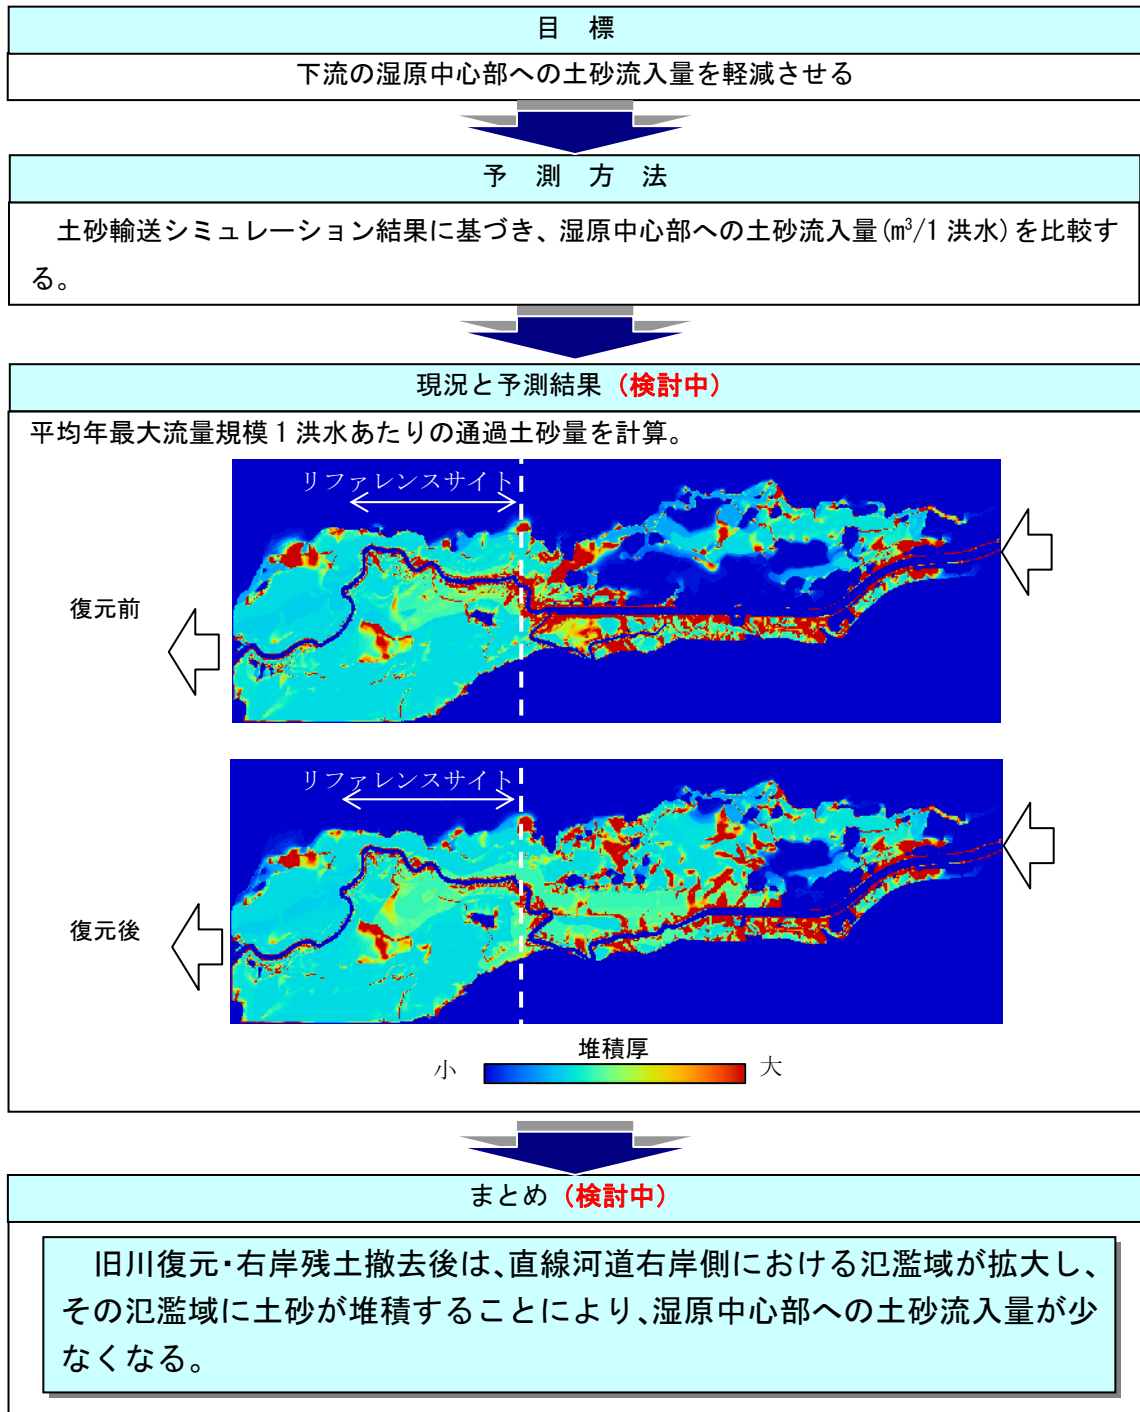 目　標
下流の湿原中心部への土砂流入量を軽減させる
予　測　方　法
土砂輸送シミュレーション結果に基づき、湿原中心部への土砂流入量(m³/1 洪水)を比較す
る。
現況と予測結果（検討中）
平均年最大流量規模 1 洪水あたりの通過土砂量を計算。
リファレンスサイト
復元前
リファレンスサイト
復元後
堆積厚
小
大
まとめ（検討中）
旧川復元・右岸残土撤去後は、直線河道右岸側における氾濫域が拡大し、
その氾濫域に土砂が堆積することにより、湿原中心部への土砂流入量が少
なくなる。